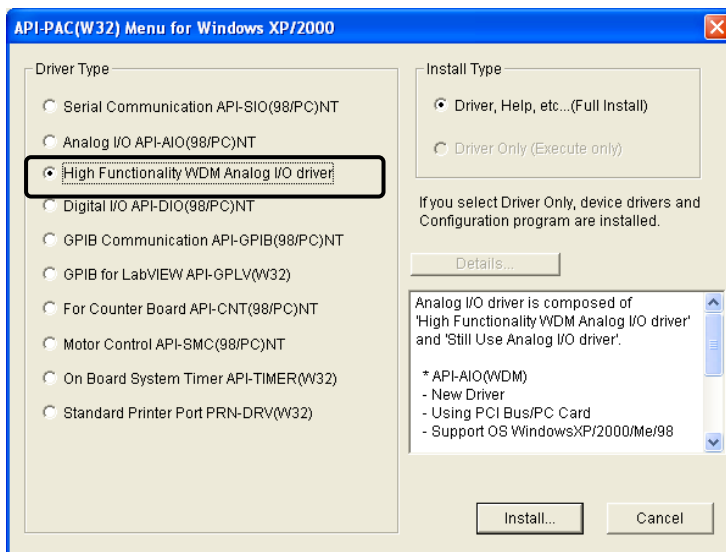 API-PAC(W32) Menu for Windows XP/2000
Driver Type
Serial Communication API-SIO(98/PC)NT
Analog I/O API-AIO(98/PC)NT
High Functionality WDM Analog I/O driver
Digital I/O API-DIO(98/PC)NT
GPIB Communication API-GPIB(98/PC)NT
GPIB for LabVIEW API-GPLV(W32)
For Counter Board API-CNT(98/PC)NT
Motor Control API-SMC(98/PC)NT
On Board System Timer API-TIMER(W32)
Standard Printer Port PRN-DRV(W32)
Install Type
Driver, Help, etc...(Full Install)
Driver Only (Execute only)
If you select Driver Only, device drivers and
Configuration program are installed.
Details...
Analog I/O driver is composed of
'High Functionality WDM Analog I/O driver'
and 'Still Use Analog I/O driver'.
* API-AIO(WDM)
- New Driver
- Using PCI Bus/PC Card
- Support OS WindowsXP/2000/Me/98
Install...
Cancel